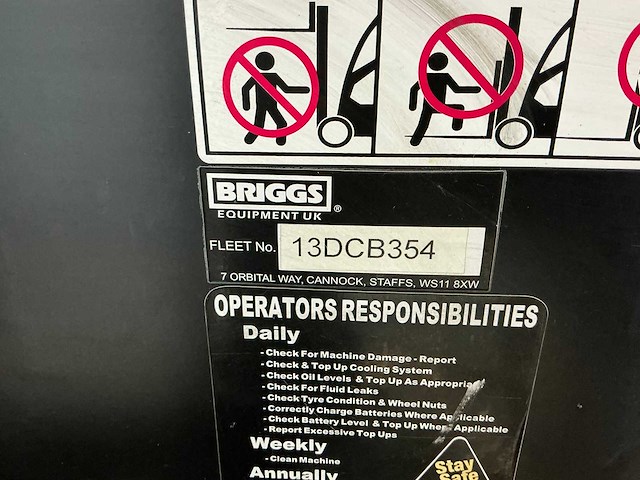 BRIGGS ®
EQUIPMENT UK
FLEET No. 13DCB354
7 ORBITAL WAY, CANNOCK, STAFFS, WS11 8XW
OPERATORS RESPONSIBILITIES
Daily
- Check For Machine Damage - Report
- Check & Top Up Cooling System
- Check Oil Levels & Top Up As Appropriate
- Check For Fluid Leaks
- Check Tyre Condition & Wheel Nuts
- Correctly Charge Batteries Where Applicable
- Check Battery Level & Top Up When Applicable
- Report Excessive Top Ups
Weekly
- Clean Machine
Annually
Stay
Safe